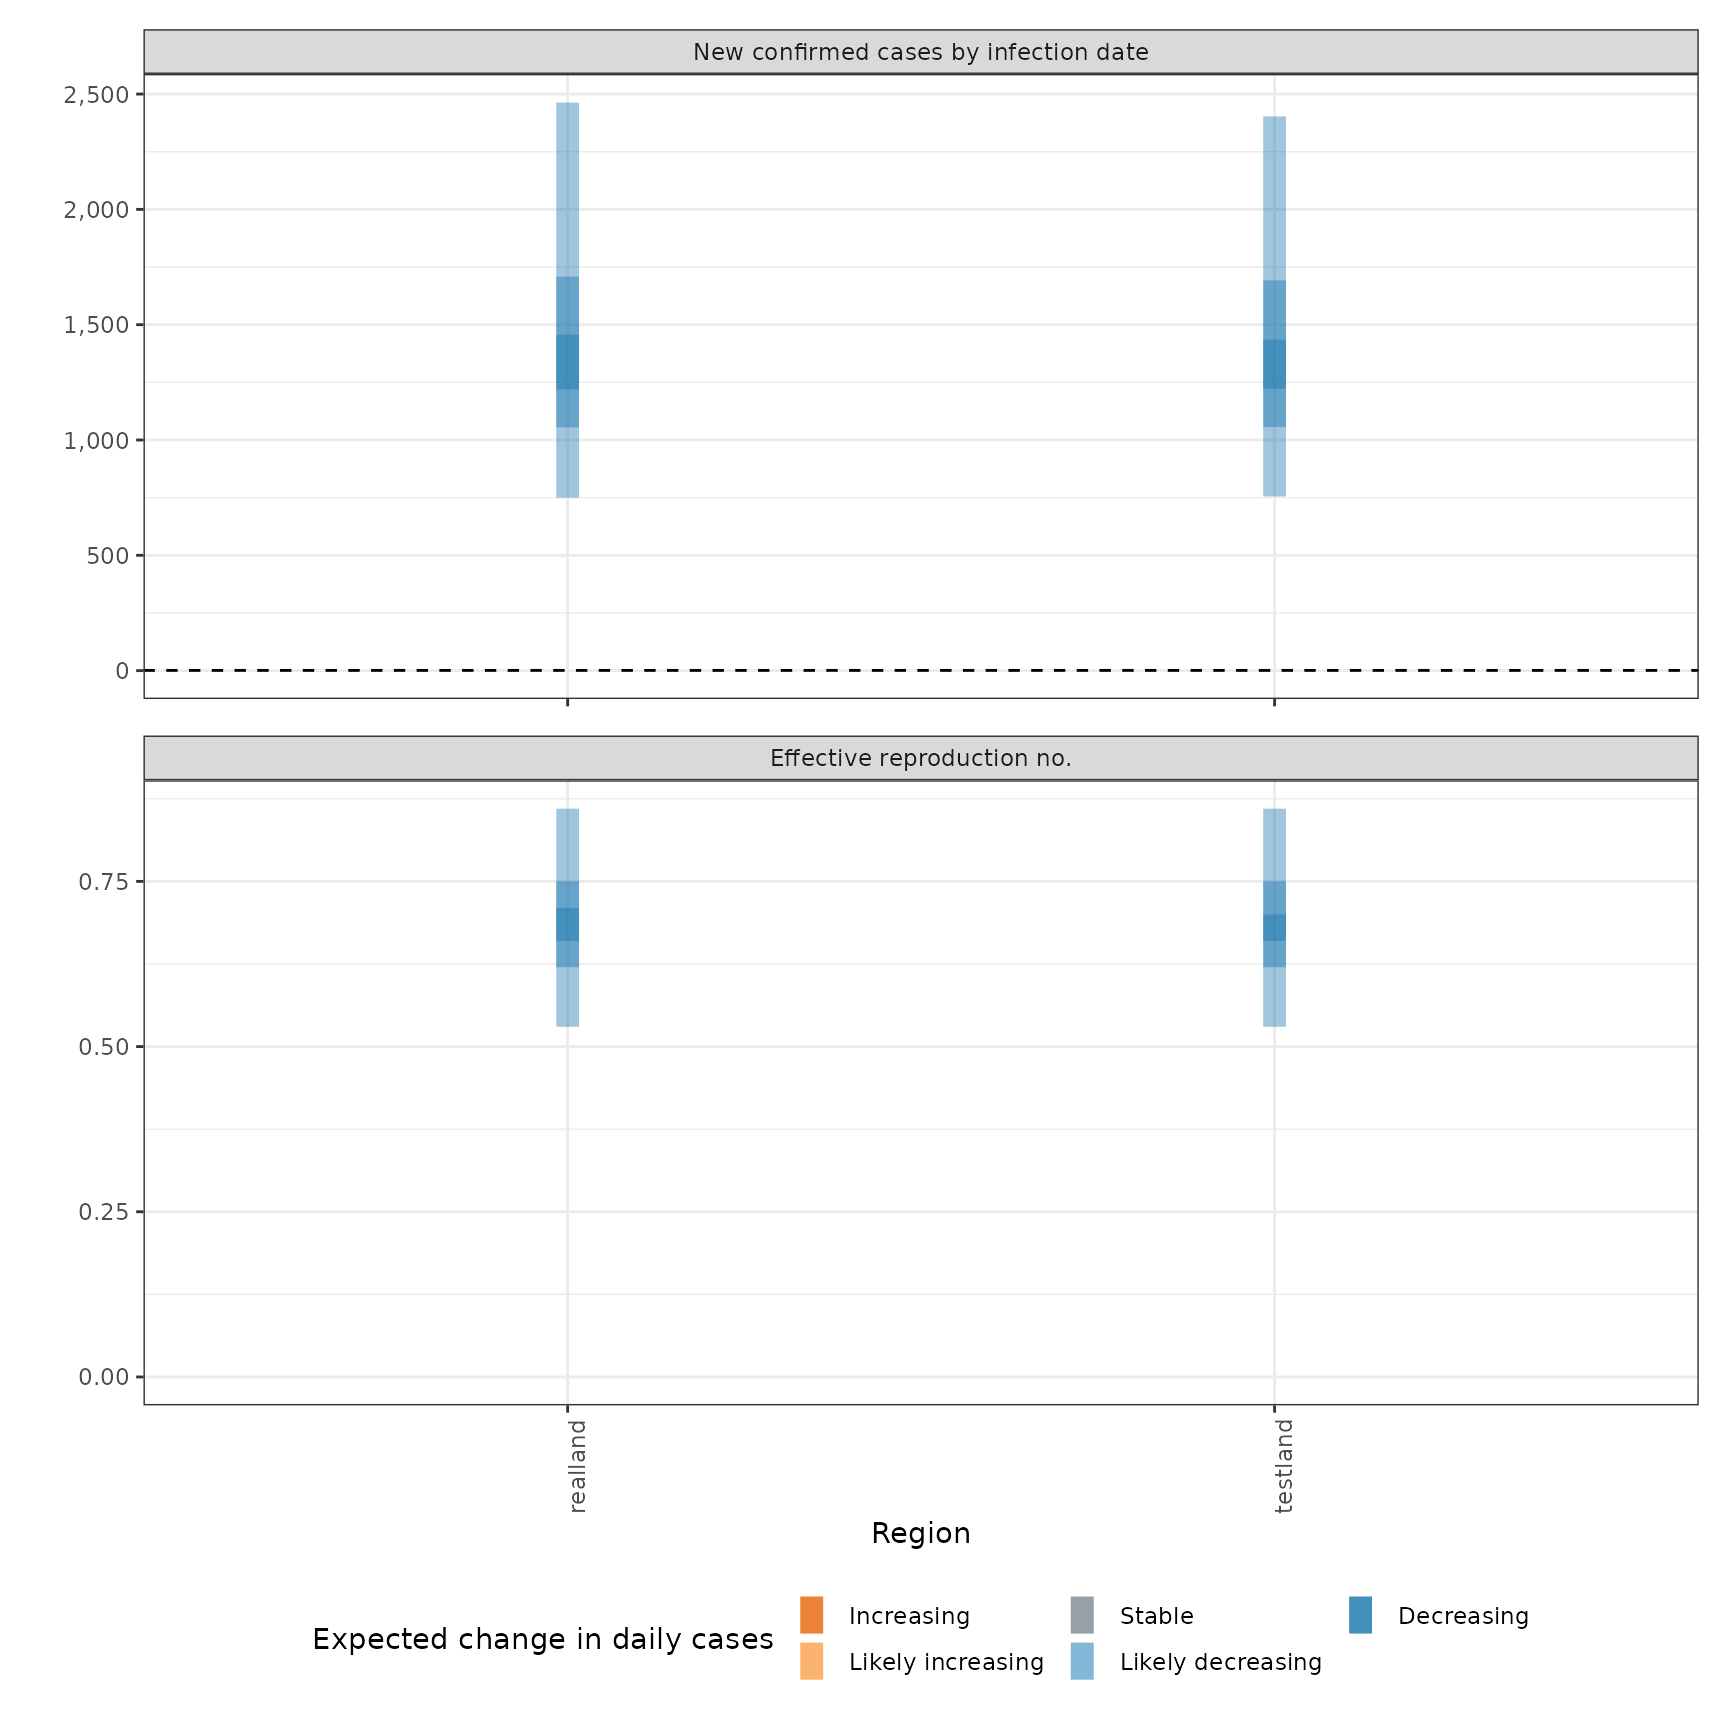 New confirmed cases by infection date
2,500
2,000
1,500
1,000
500
0
Effective reproduction no.
0.75
0.50
0.25
0.00
realland
testland
Region
Expected change in daily cases
Increasing
Stable
Decreasing
Likely increasing
Likely decreasing